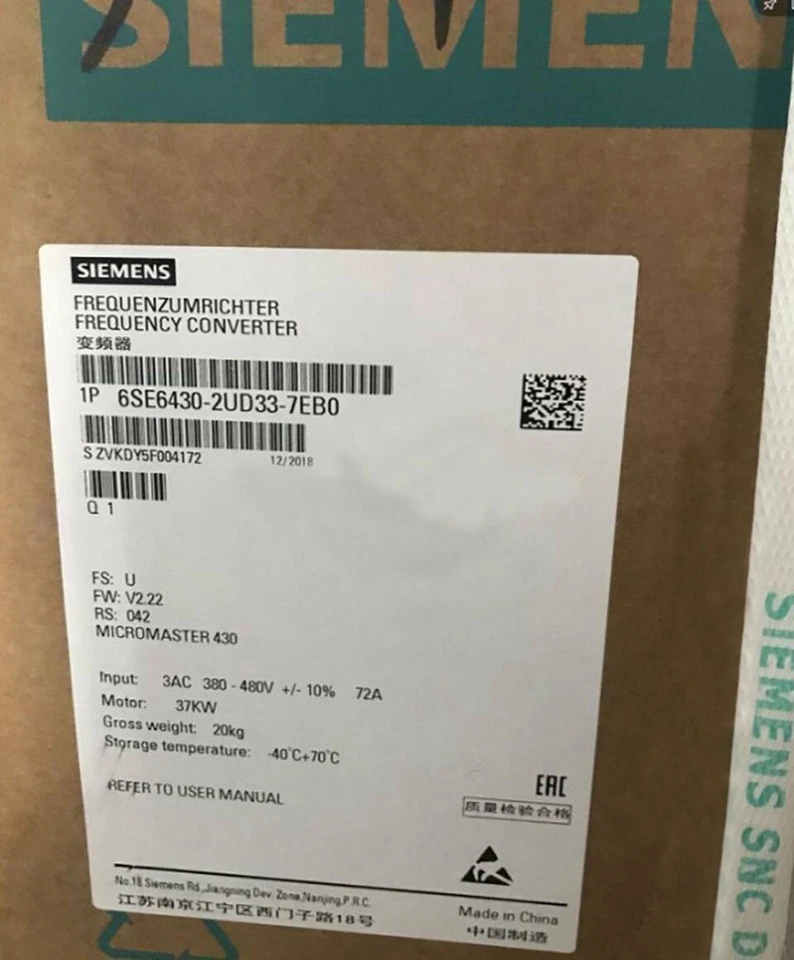 SIEMEN
SIEMENS
FREQUENZUMRICHTER
FREQUENCY CONVERTER
变频器
1P 6SE6430-2UD33-7EB0
S ZVKDY5F004172 12/2018
Q 1
FS: U
FW: V2.22
RS: 042
MICROMASTER 430
Input: 3AC 380 - 480V +/- 10% 72A
Motor: 37KW
Gross weight: 20kg
Storage temperature: -40°C+70°C
REFER TO USER MANUAL
EAC
质量检验合格
No.18 Siemens Rd.,Jiangning Dev. Zone,Nanjing,P.R.C.
江苏南京江宁区西门子路18号
Made in China
中国制造
SIEMENS SNC D